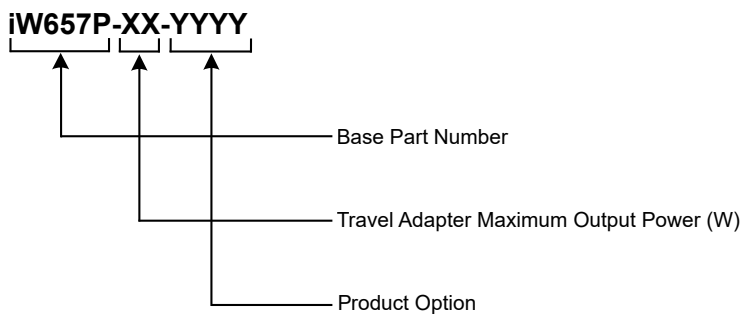 iW657P-XX-YYYY
Base Part Number
Travel Adapter Maximum Output Power (W)
Product Option